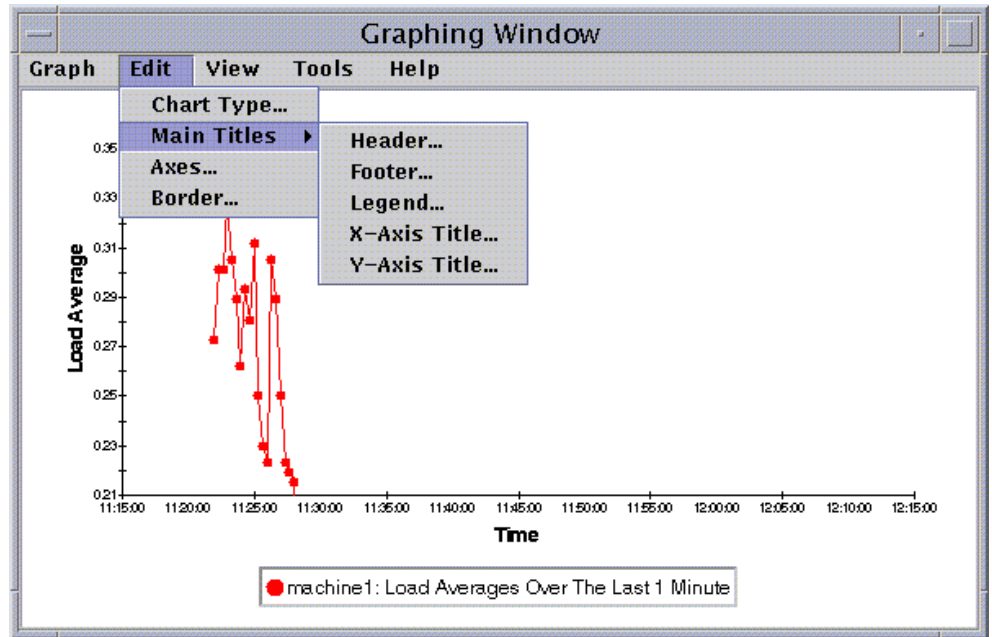 Graphing Window
Graph Edit View Tools Help
Chart Type...
Main Titles
Axes...
Border...
Header...
Footer...
Legend...
X-Axis Title...
Y-Axis Title...
Load Average
0.35
0.33
0.31
0.29
0.27
0.25
0.23
0.21
11:15:00 11:20:00 11:25:00 11:30:00 11:35:00 11:40:00 11:45:00 11:50:00 11:55:00 12:00:00 12:05:00 12:10:00 12:15:00
Time
machine1: Load Averages Over The Last 1 Minute